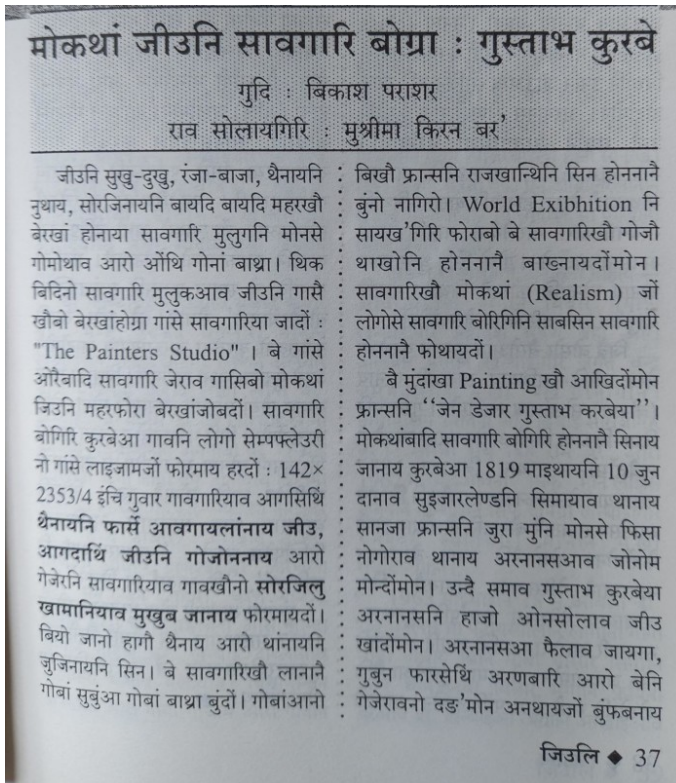 मोकथां जीउनि सावगारि बोग्रा : गुस्ताभ कुरबे
गुदि : बिकाश पराशर
राव सोलायगिरि : मुश्रीमा किरन बर'
जीउनि सुखु-दुखु, रंजा-बाजा, थैनायनि
नुथाय, सोरजिनायनि बायदि बायदि महरखौ
बेरखां होनाया सावगारि मुलुगनि मोनसे
गोमोथाव आरो ओंथि गोनां बाथ्रा। थिक
बिदिनो सावगारि मुलुकआव जीउनि गासै
खौबो बेरखांहोग्रा गांसे सावगारिया जादों :
"The Painters Studio" । बे गांसे
ओरैबादि सावगारि जेराव गासिबो मोकथां
जिउनि महरफोरा बेरखांजोबदों। सावगारि
बोगिरि कुरबेआ गावनि लोगो सेम्पफ्लेउरी
नो गांसे लाइजामजों फोरमाय हरदों : 142×
2353/4 इंचि गुवार गावगारियाव आगसिथिं
थैनायनि फार्से आवगायलांनाय जीउ,
आगदाथिं जीउनि गोजोननाय आरो
गेजेरनि सावगारियाव गावखौनो सोरजिलु
खामानियाव मुखुब जानाय फोरमायदों।
बियो जानो हागौ थैनाय आरो थांनायनि
जुजिनायनि सिन। बे सावगारिखौ लानानै
गोबां सुबुंआ गोबां बाथ्रा बुंदों। गोबांआनो
बिखौ फ्रान्सनि राजखान्थिनि सिन होननानै
बुंनो नागिरो। World Exibhition नि
सायख'गिरि फोराबो बे सावगारिखौ गोजौ
थाखोनि होननानै बाख्नायदोंमोन।
सावगारिखौ मोकथां (Realism) जों
लोगोसे सावगारि बोरिगिनि साबसिन सावगारि
होननानै फोथायदों।
बै मुंदांखा Painting खौ आखिदोंमोन
फ्रान्सनि ‘‘जेन डेजार गुस्ताभ करबेया’’।
मोकथांबादि सावगारि बोगिरि होननानै सिनाय
जानाय कुरबेआ 1819 माइथायनि 10 जुन
दानाव सुइजारलेण्डनि सिमायाव थानाय
सानजा फ्रान्सनि जुरा मुंनि मोनसे फिसा
नोगोराव थानाय अरनानसआव जोनोम
मोन्दोंमोन। उन्दै समाव गुस्ताभ कुरबेया
अरनानसनि हाजो ओनसोलाव जीउ
खांदोंमोन। अरनानसआ फैलाव जायगा,
गुबुन फारसेथिं अरणबारि आरो बेनि
गेजेरावनो दङ'मोन अनथायजों बुंफबनाय
जिउलि ◆ 37